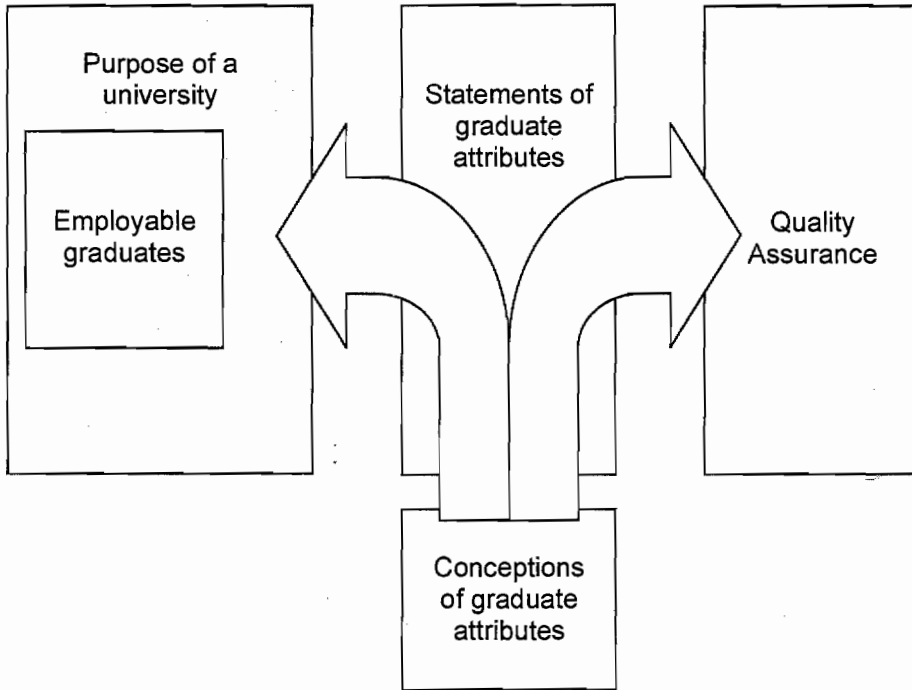 Purpose of a
university
Employable
graduates
Statements of
graduate
attributes
Quality
Assurance
Conceptions
of graduate
attributes